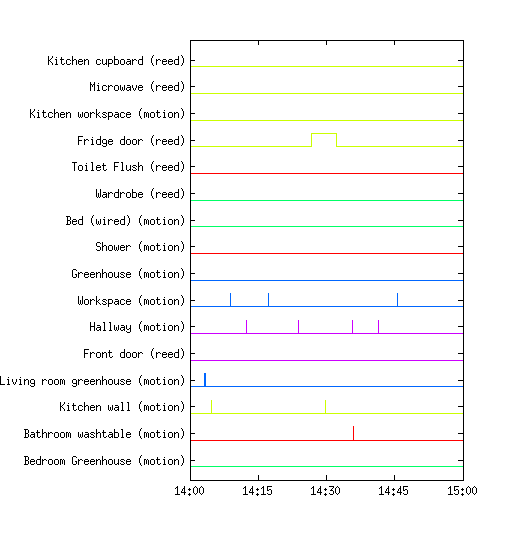 Kitchen cupboard (reed)
Microwave (reed)
Kitchen workspace (motion)
Fridge door (reed)
Toilet Flush (reed)
Wardrobe (reed)
Bed (wired) (motion)
Shower (motion)
Greenhouse (motion)
Workspace (motion)
Hallway (motion)
Front door (reed)
Living room greenhouse (motion)
Kitchen wall (motion)
Bathroom washtable (motion)
Bedroom Greenhouse (motion)
14:00 14:15 14:30 14:45 15:00